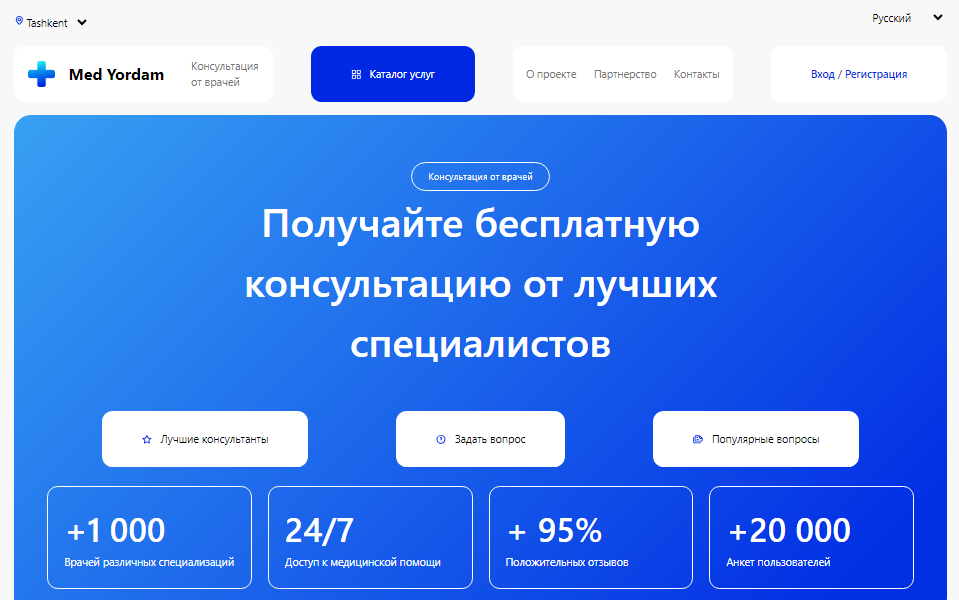 Tashkent
Русский
Med Yordam
Консультация
от врачей
Каталог услуг
О проекте
Партнерство
Контакты
Вход / Регистрация
Консультация от врачей
Получайте бесплатную
консультацию от лучших
специалистов
Лучшие консультанты
Задать вопрос
Популярные вопросы
+1 000
Врачей различных специализаций
24/7
Доступ к медицинской помощи
+ 95%
Положительных отзывов
+20 000
Анкет пользователей